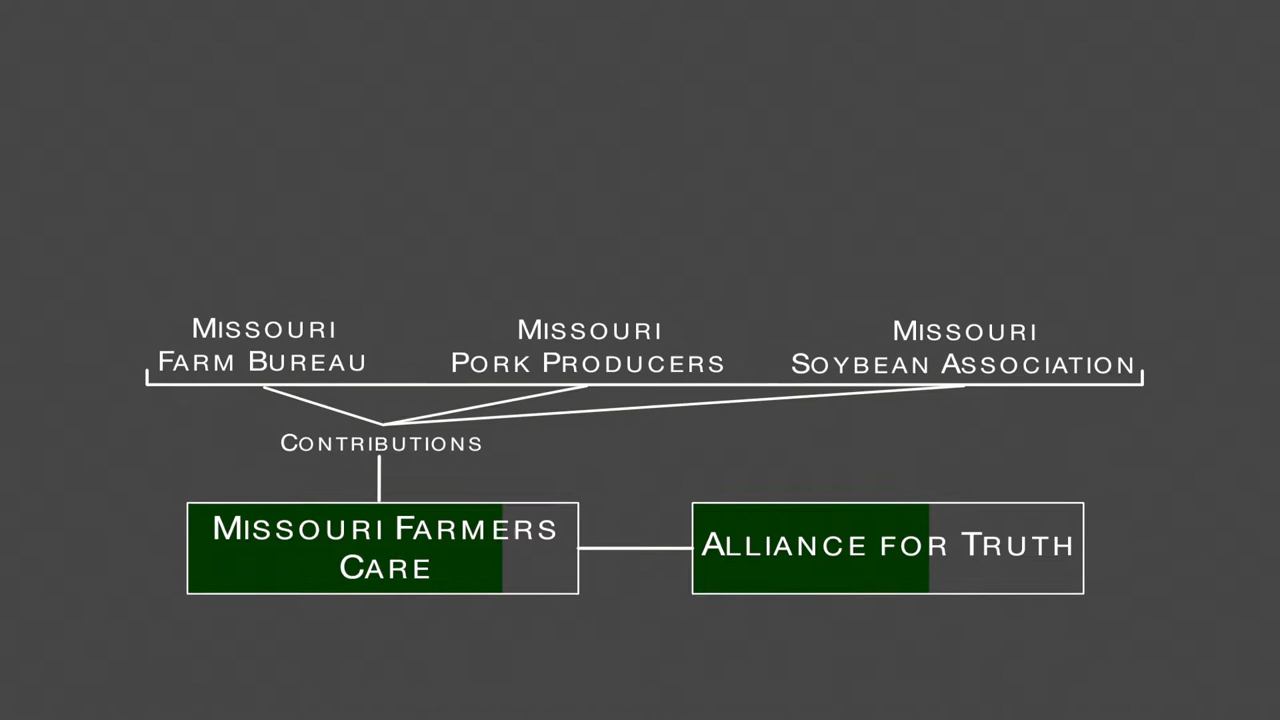 Missouri
Farm Bureau
Missouri
Pork Producers
Missouri
Soybean Association
Contributions
Missouri Farmers
Care
Alliance for Truth